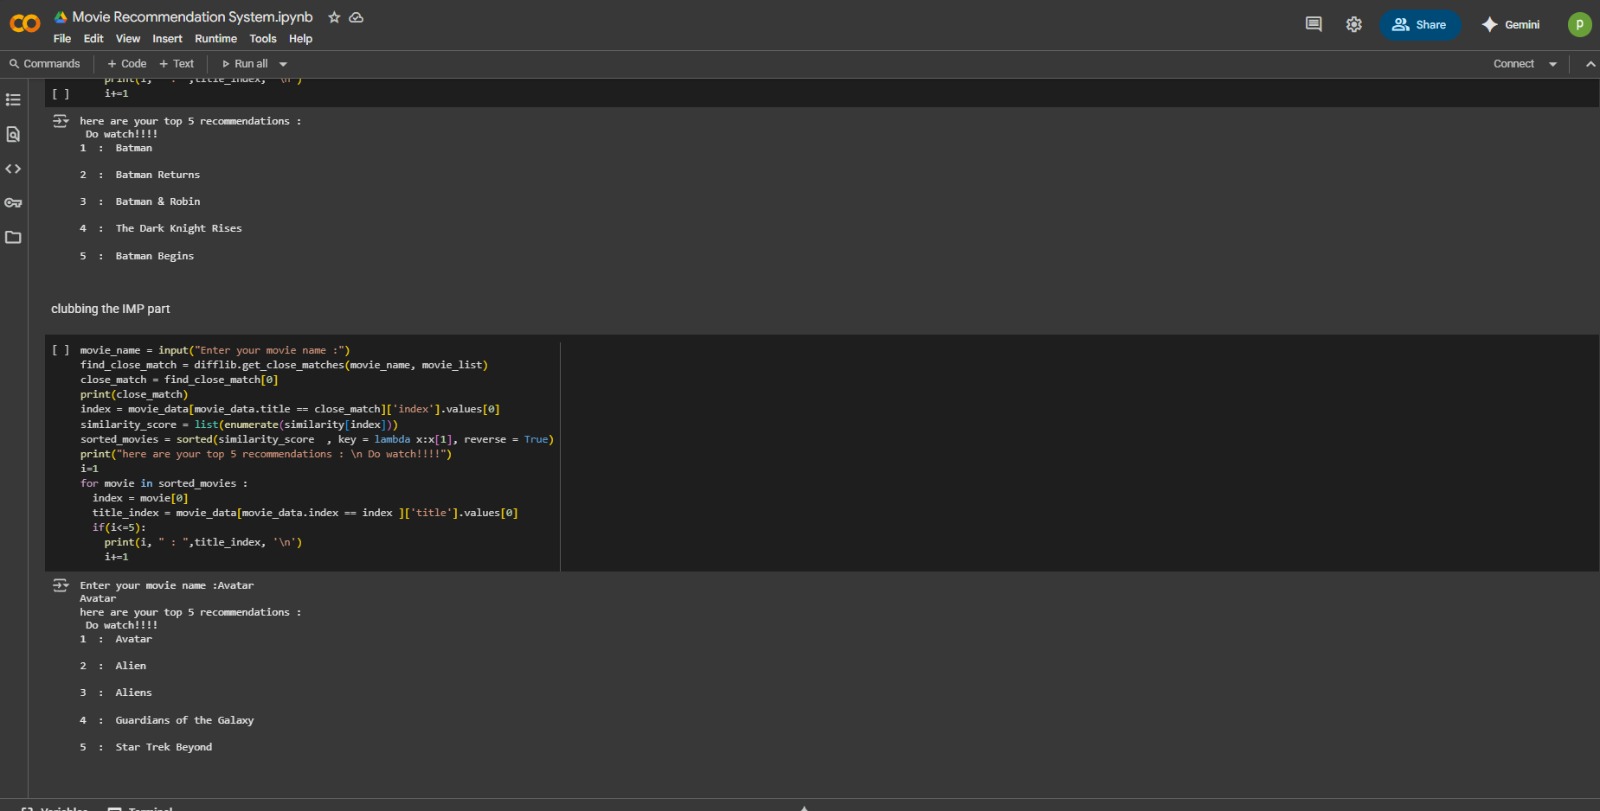 Movie Recommendation System.ipynb
File Edit View Insert Runtime Tools Help
Share
Gemini
P
Commands + Code + Text Run all
Connect
[ ] i+=1
here are your top 5 recommendations :
Do watch!!!!
1 : Batman
2 : Batman Returns
3 : Batman & Robin
4 : The Dark Knight Rises
5 : Batman Begins
clubbing the IMP part
[ ] movie_name = input("Enter your movie name :")
find_close_match = difflib.get_close_matches(movie_name, movie_list)
close_match = find_close_match[0]
print(close_match)
index = movie_data[movie_data.title == close_match]['index'].values[0]
similarity_score = list(enumerate(similarity[index]))
sorted_movies = sorted(similarity_score , key = lambda x:x[1], reverse = True)
print("here are your top 5 recommendations : \n Do watch!!!!")
i=1
for movie in sorted_movies :
index = movie[0]
title_index = movie_data[movie_data.index == index ]['title'].values[0]
if(i<=5):
print(i, " : ",title_index, '\n')
i+=1
Enter your movie name :Avatar
Avatar
here are your top 5 recommendations :
Do watch!!!!
1 : Avatar
2 : Alien
3 : Aliens
4 : Guardians of the Galaxy
5 : Star Trek Beyond